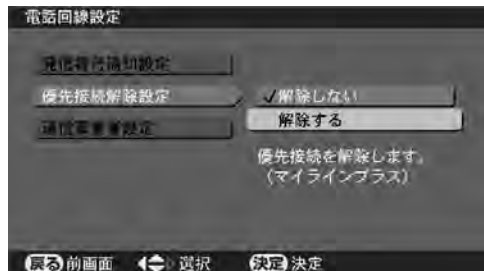 電話回線設定
発信番号通知設定
優先接続解除設定
✓解除しない
解除する
通信事業者設定
優先接続を解除します。
(マイラインプラス)
戻る 前画面 選択 決定 決定